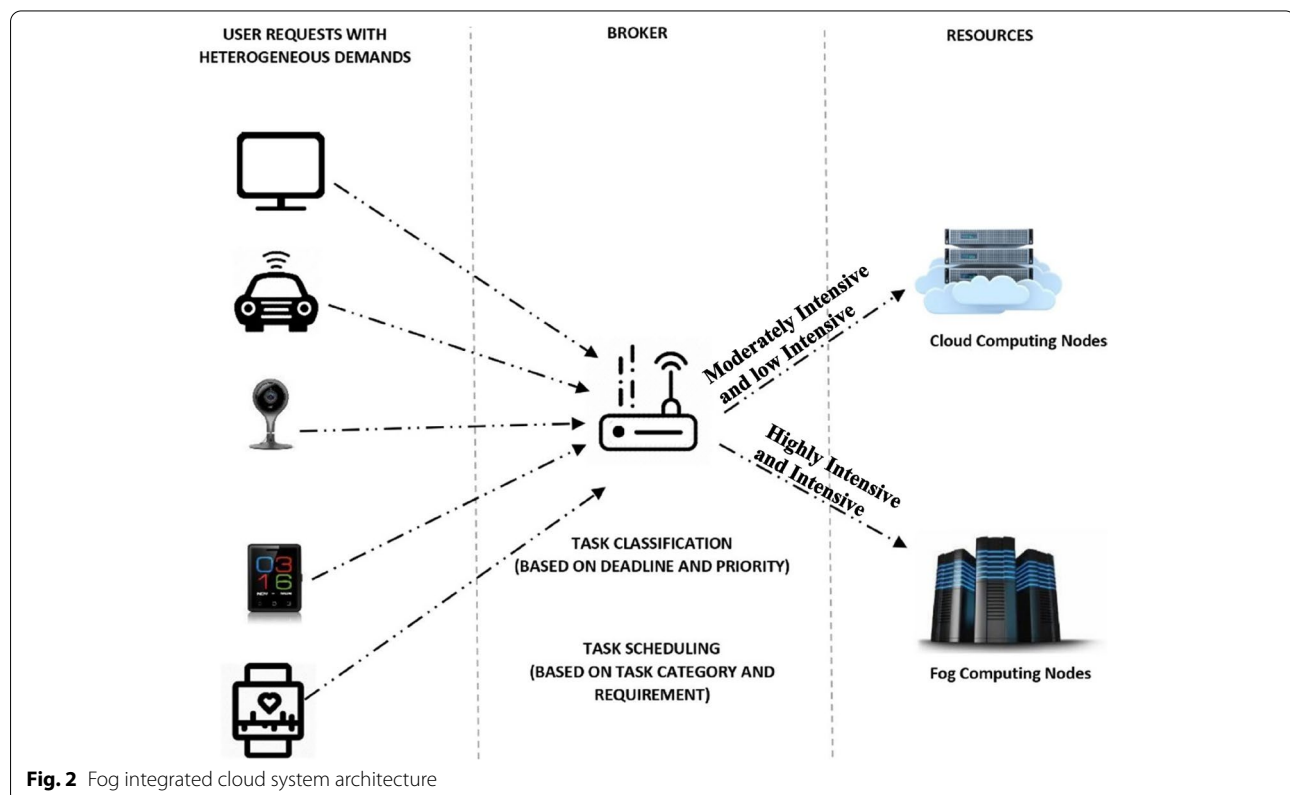 USER REQUESTS WITH
HETEROGENEOUS DEMANDS
BROKER
RESOURCES
Moderately Intensive
and low Intensive
Cloud Computing Nodes
Highly Intensive
and Intensive
03
16
TASK CLASSIFICATION
(BASED ON DEADLINE AND PRIORITY)
TASK SCHEDULING
(BASED ON TASK CATEGORY AND
REQUIREMENT)
Fog Computing Nodes
Fig. 2 Fog integrated cloud system architecture